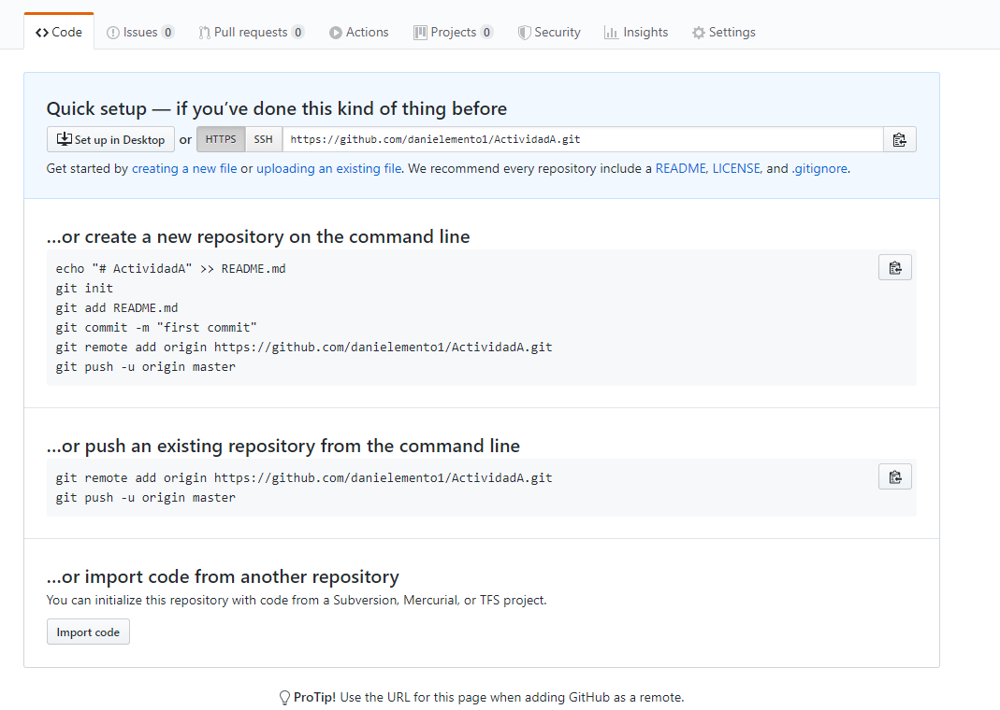 Code Issues 0 Pull requests 0 Actions Projects 0 Security Insights Settings
Quick setup — if you’ve done this kind of thing before
Set up in Desktop or HTTPS SSH https://github.com/danielemento1/ActividadA.git
Get started by creating a new file or uploading an existing file. We recommend every repository include a README, LICENSE, and .gitignore.
…or create a new repository on the command line
echo "# ActividadA" >> README.md
git init
git add README.md
git commit -m "first commit"
git remote add origin https://github.com/danielemento1/ActividadA.git
git push -u origin master
…or push an existing repository from the command line
git remote add origin https://github.com/danielemento1/ActividadA.git
git push -u origin master
…or import code from another repository
You can initialize this repository with code from a Subversion, Mercurial, or TFS project.
Import code
ProTip! Use the URL for this page when adding GitHub as a remote.